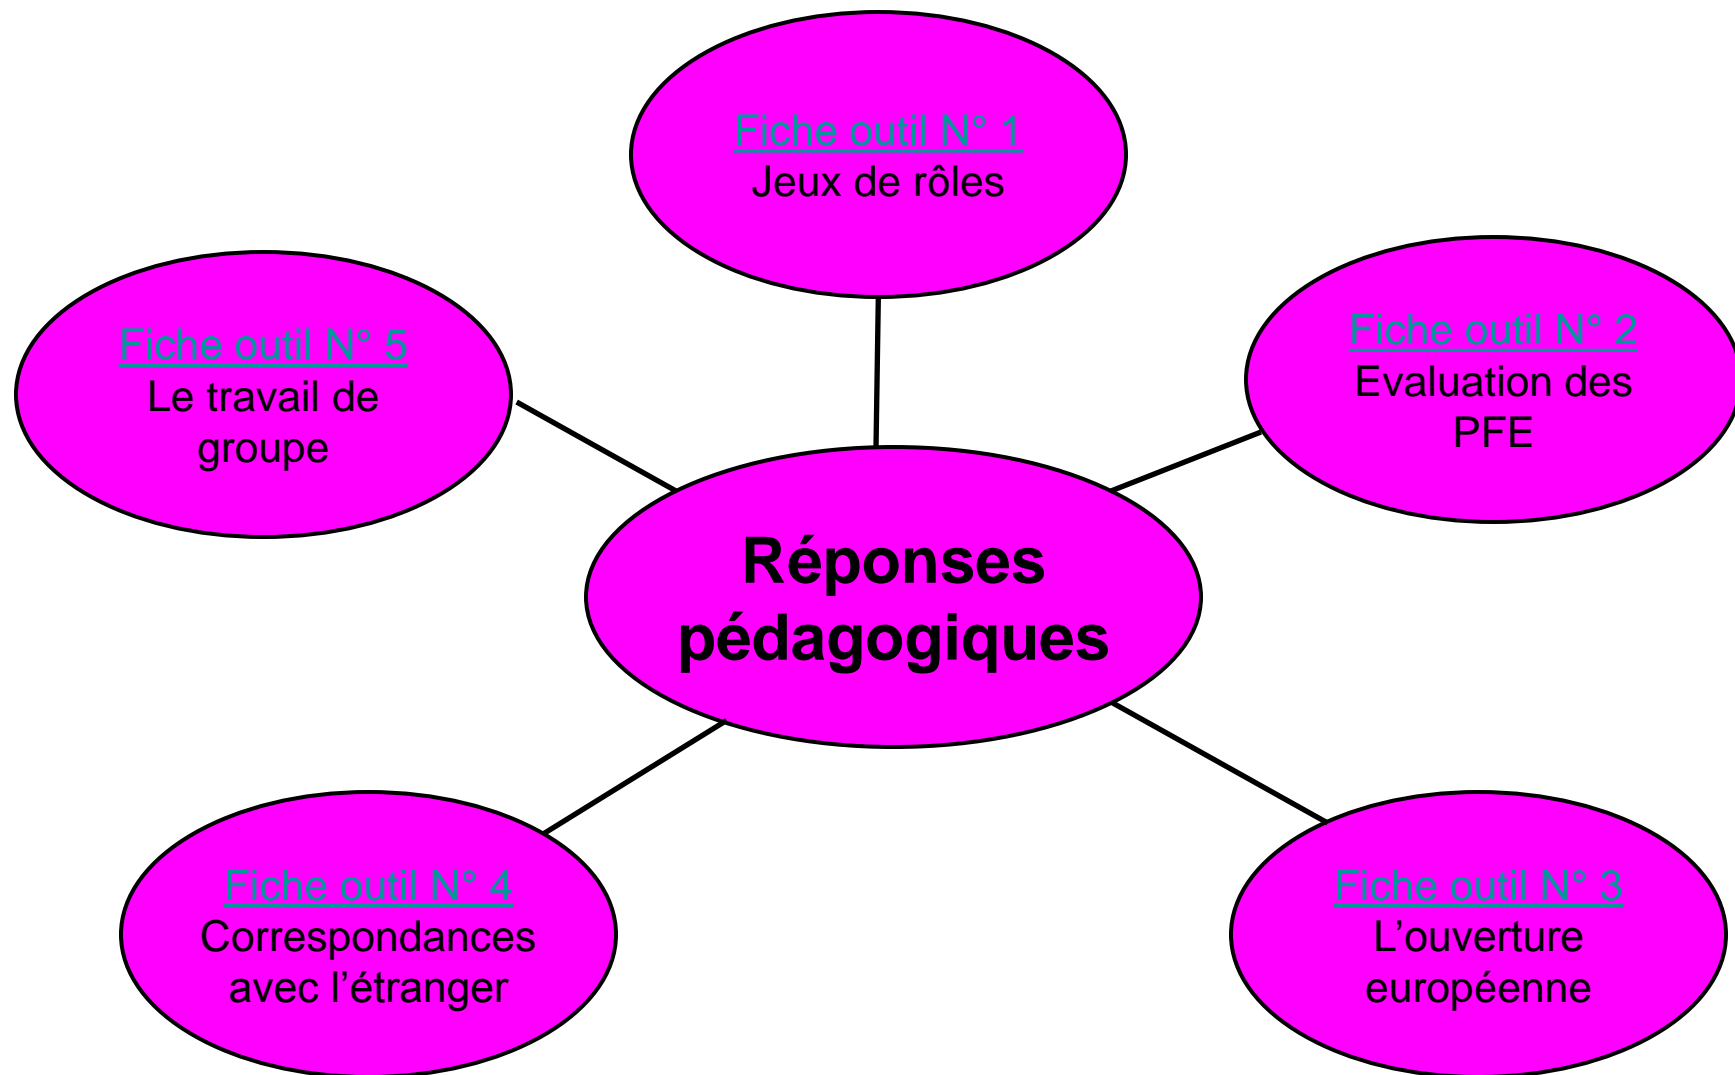 Fiche outil N° 1
Jeux de rôles
Fiche outil N° 2
Evaluation des
PFE
Fiche outil N° 5
Le travail de
groupe
Réponses
pédagogiques
Fiche outil N° 4
Correspondances
avec l’étranger
Fiche outil N° 3
L’ouverture
européenne